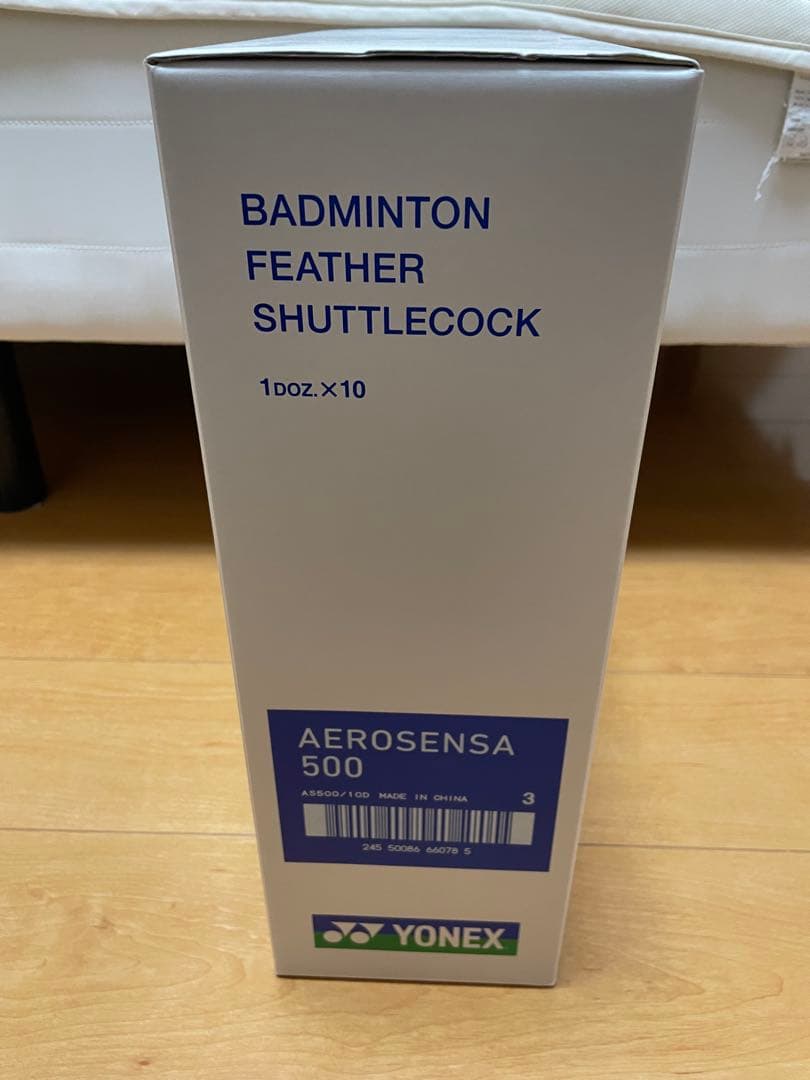 BADMINTON
FEATHER
SHUTTLECOCK
1DOZ.×10
AEROSENSA
500
AS500/10D MADE IN CHINA 3
245 50086 66078 5
YONEX